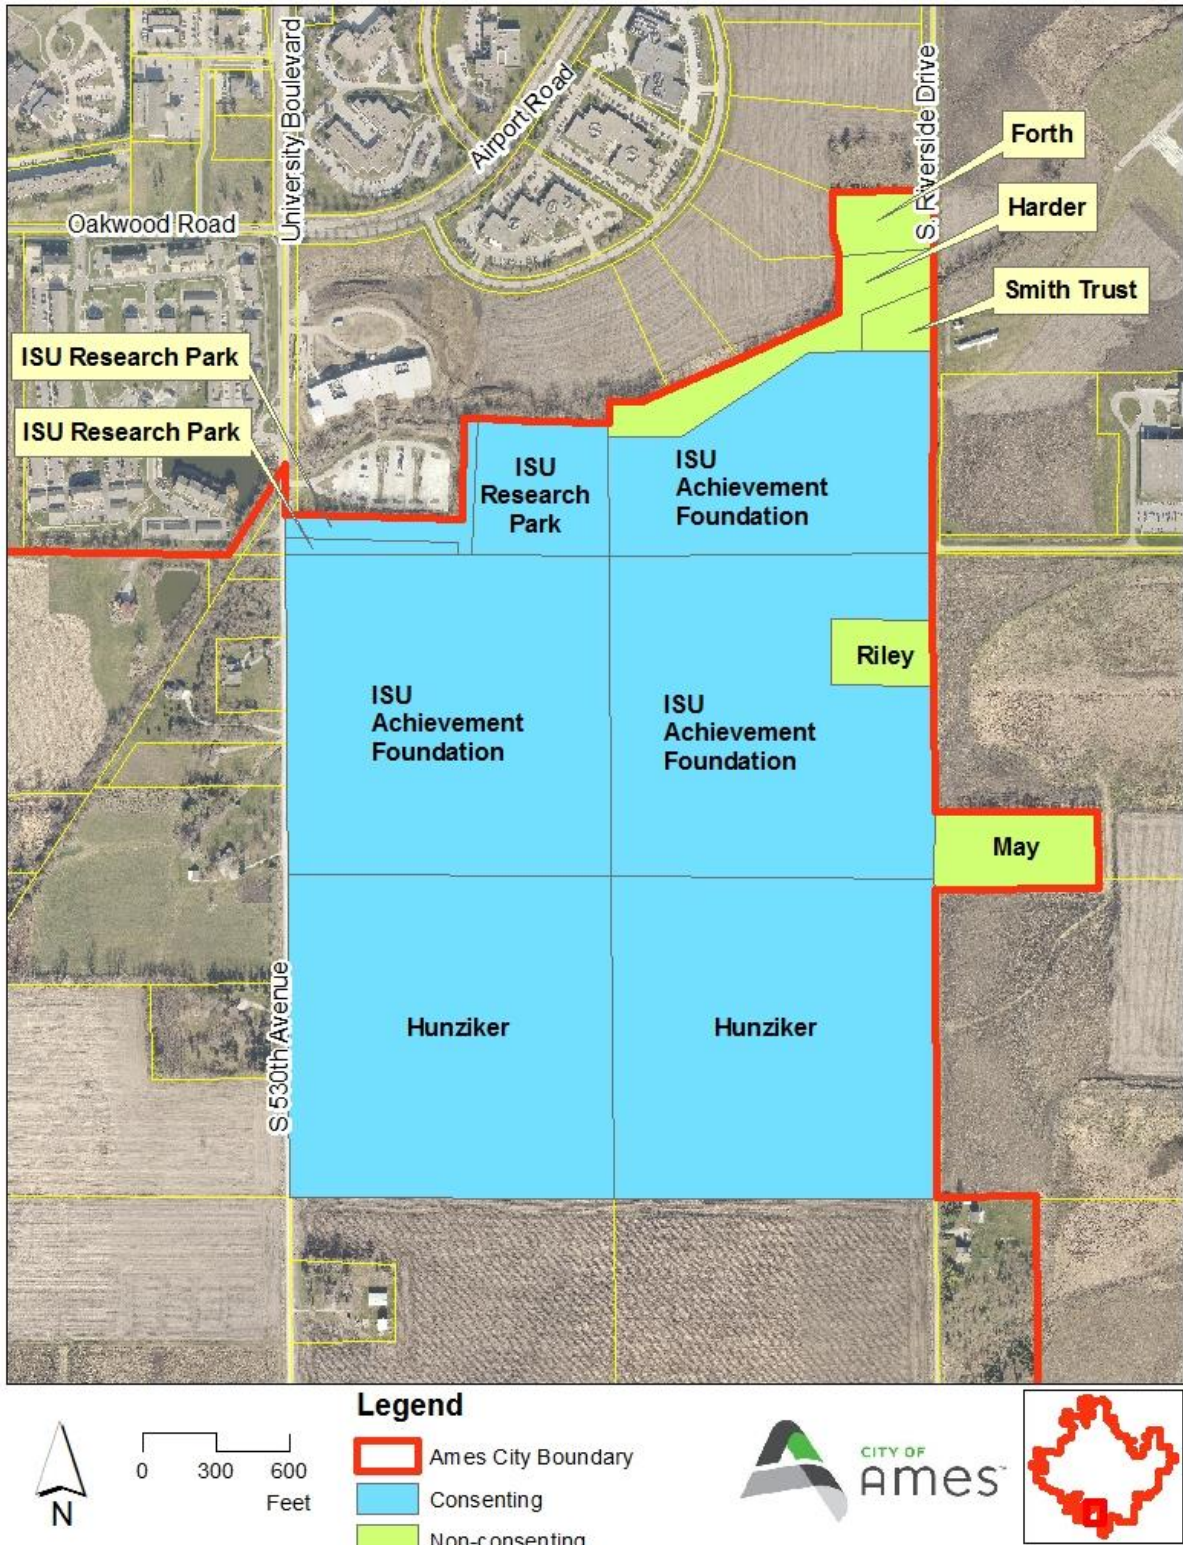 University Boulevard
Airport Road
S. Riverside Drive
Forth
Oakwood Road
Harder
Smith Trust
ISU Research Park
ISU Research Park
ISU
Research
Park
ISU
Achievement
Foundation
Riley
ISU
Achievement
Foundation
ISU
Achievement
Foundation
May
S 530th Avenue
Hunziker
Hunziker
Legend
Ames City Boundary
Consenting
Non-consenting
0 300 600
Feet
N
CITY OF
Ames™